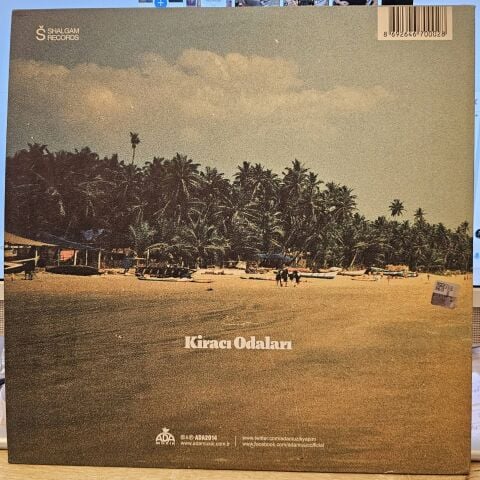 Š SHALGAM
RECORDS
8 692646 700028
Kiracı Odaları
ADA
MUZIK
ADA2014
www.adamuzik.com.tr
www.twitter.com/adamuzikyapim
www.facebook.com/adamuzikofficial